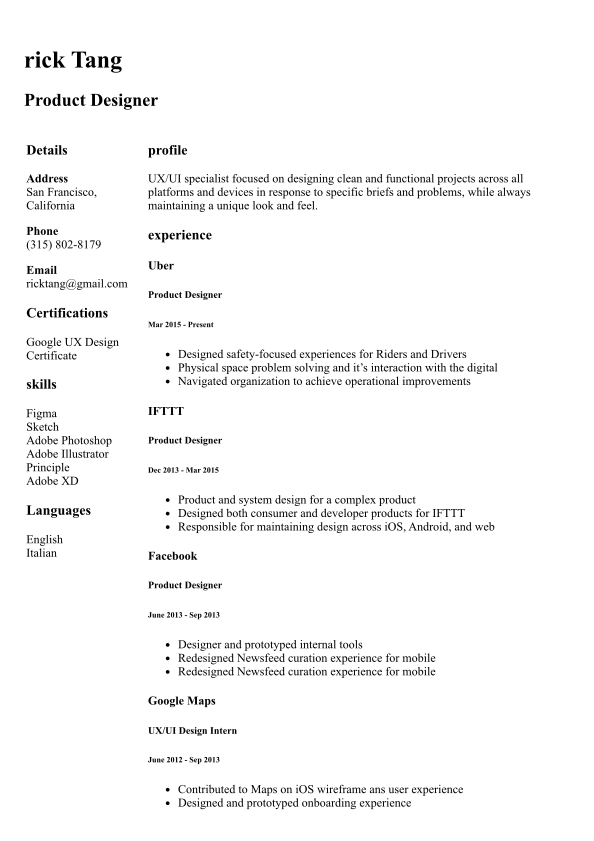 rick Tang
Product Designer
Details
Address
San Francisco,
California
Phone
(315) 802-8179
Email
ricktang@gmail.com
Certifications
Google UX Design
Certificate
skills
Figma
Sketch
Adobe Photoshop
Adobe Illustrator
Principle
Adobe XD
Languages
English
Italian
profile
UX/UI specialist focused on designing clean and functional projects across all
platforms and devices in response to specific briefs and problems, while always
maintaining a unique look and feel.
experience
Uber
Product Designer
Mar 2015 - Present
• Designed safety-focused experiences for Riders and Drivers
• Physical space problem solving and it’s interaction with the digital
• Navigated organization to achieve operational improvements
IFTTT
Product Designer
Dec 2013 - Mar 2015
• Product and system design for a complex product
• Designed both consumer and developer products for IFTTT
• Responsible for maintaining design across iOS, Android, and web
Facebook
Product Designer
June 2013 - Sep 2013
• Designer and prototyped internal tools
• Redesigned Newsfeed curation experience for mobile
• Redesigned Newsfeed curation experience for mobile
Google Maps
UX/UI Design Intern
June 2012 - Sep 2013
• Contributed to Maps on iOS wireframe ans user experience
• Designed and prototyped onboarding experience